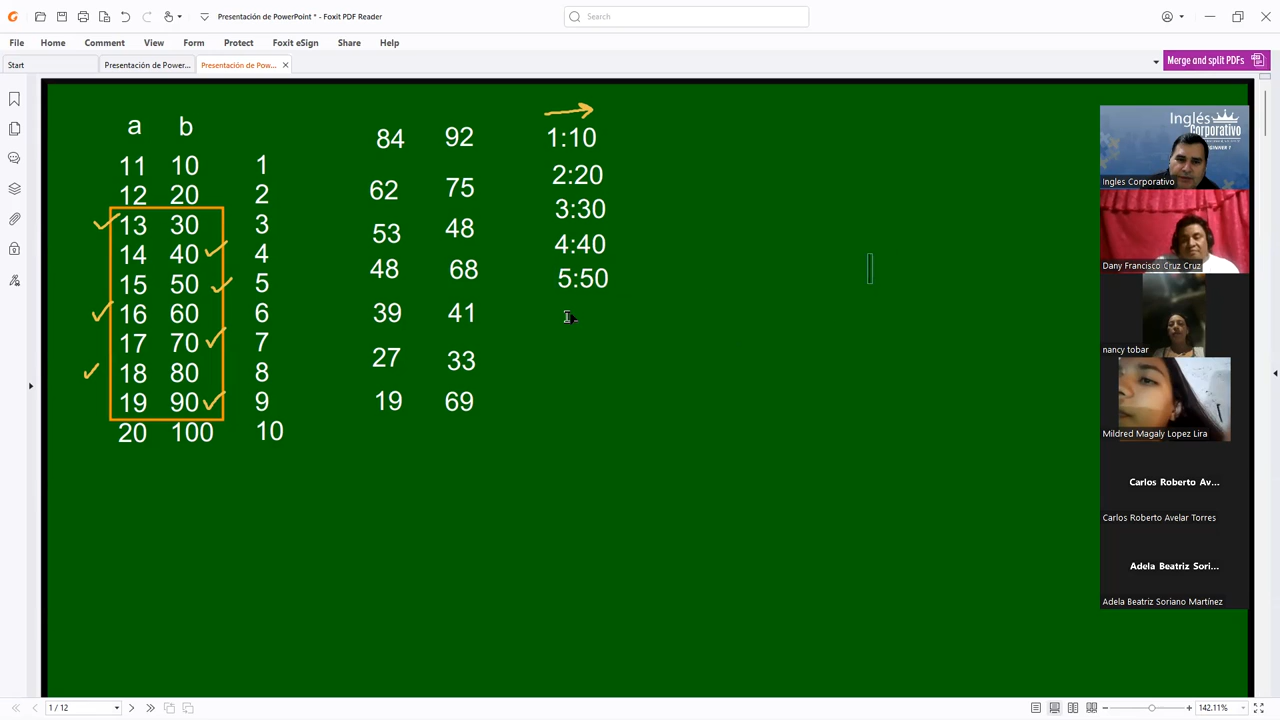 Presentación de PowerPoint * - Foxit PDF Reader
Search
File Home Comment View Form Protect Foxit eSign Share Help
Start
Presentación de Power...
Presentación de Pow...
Merge and split PDFs
a b
11 10 1
12 20 2
13 30 3
14 40 4
15 50 5
16 60 6
17 70 7
18 80 8
19 90 9
20 100 10
84 92
62 75
53 48
48 68
39 41
27 33
19 69
1:10
2:20
3:30
4:40
5:50
Inglés
Corporativo
Ingles Corporativo
Dany Francisco Cruz Cruz
nancy tobar
Mildred Magaly Lopez Lira
Carlos Roberto Av...
Carlos Roberto Avelar Torres
Adela Beatriz Sori...
Adela Beatriz Soriano Martínez
1 / 12
142.11%